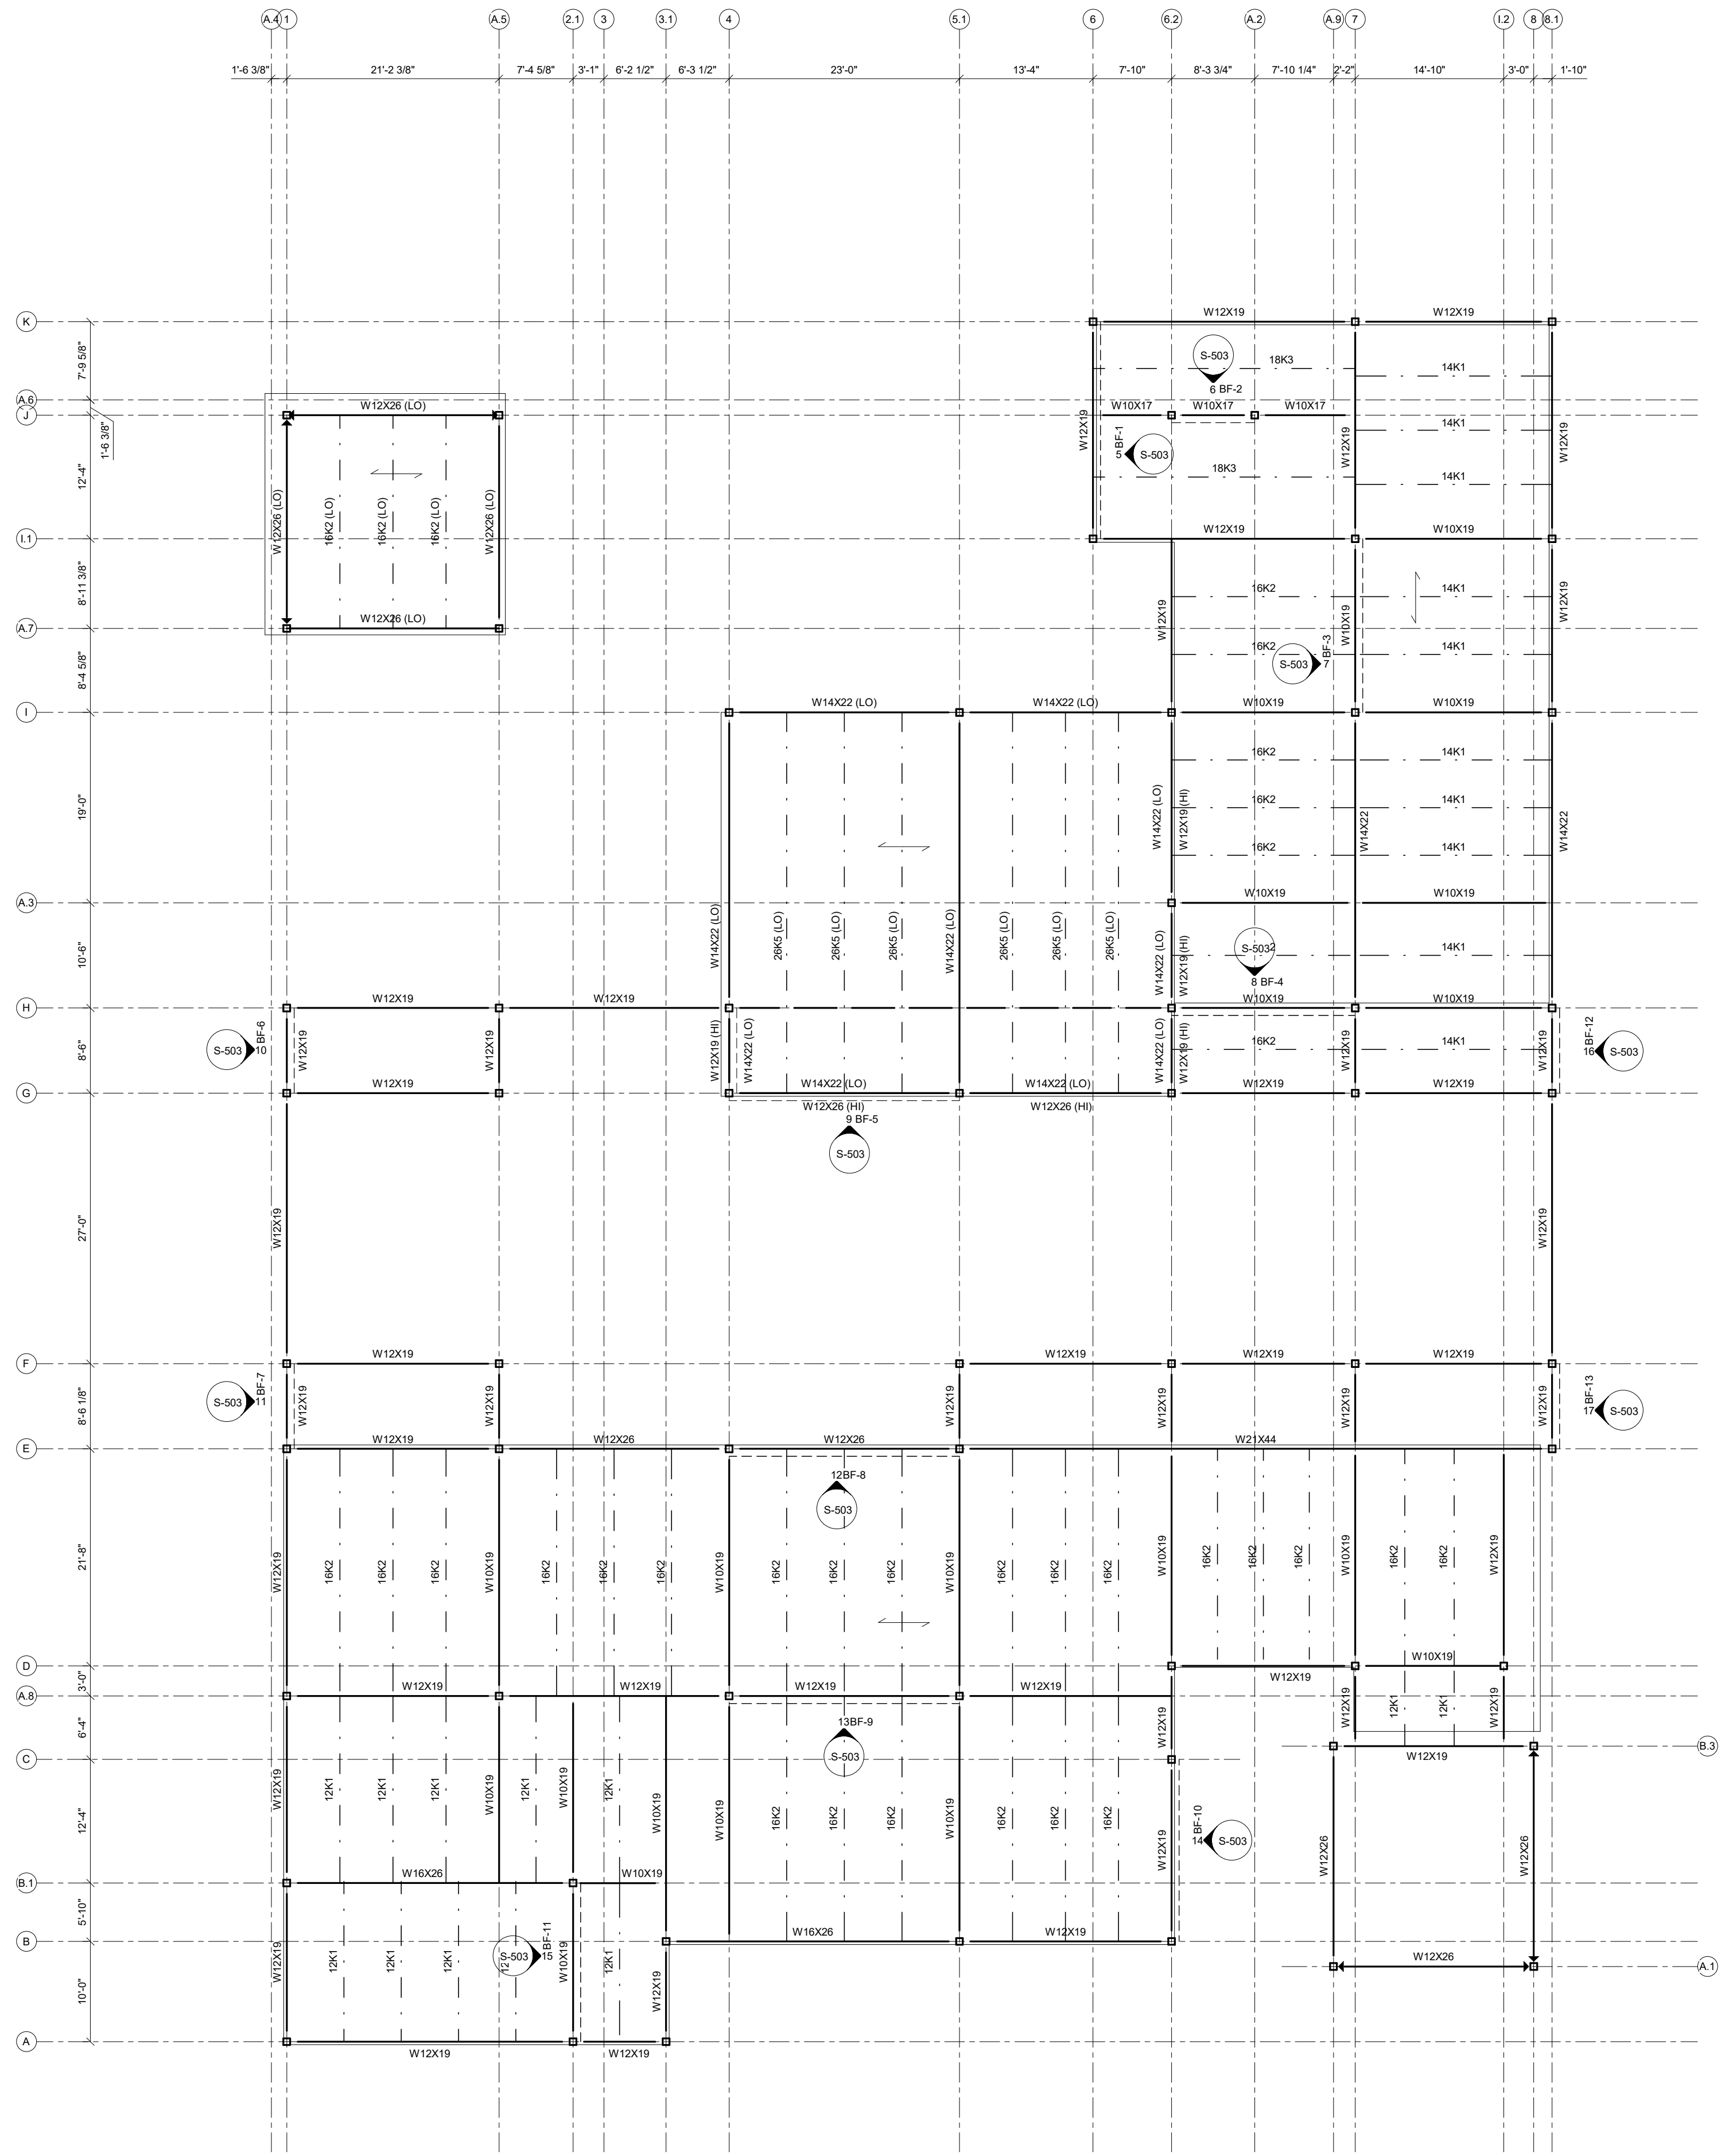 A.4 1 A.5 2.1 3 3.1 4 5.1 6 6.2 A.2 A.9 7 I.2 8 8.1
1'-6 3/8" 21'-2 3/8" 7'-4 5/8" 3'-1" 6'-2 1/2" 6'-3 1/2" 23'-0" 13'-4" 7'-10" 8'-3 3/4" 7'-10 1/4" 2'-2" 14'-10" 3'-0" 1'-10"
W12X19 W12X19
K
7'-9 5/8"
S-503
18K3
14K1
6 BF-2
A.6
J
W12X26 (LO)
W10X17 W10X17 W10X17
1'-6 3/8"
W12X19
BF-1
5
S-503
W12X19
14K1
W12X19
12'-4"
18K3
14K1
W12X26 (LO)
16K2 (LO)
16K2 (LO)
16K2 (LO)
W12X26 (LO)
I.1
W12X19 W10X19
8'-11 3/8"
16K2 14K1
W12X19
W10X19
W12X19
W12X26 (LO)
A.7
8'-4 5/8"
16K2 14K1
S-503
BF-3
7
I
W14X22 (LO) W14X22 (LO) W10X19 W10X19
16K2 14K1
19'-0"
16K2 14K1
W14X22 (LO)
W12X19 (HI)
W14X22
W14X22
16K2 14K1
A.3
W10X19 W10X19
W14X22 (LO)
26K5 (LO)
26K5 (LO)
26K5 (LO)
W14X22 (LO)
26K5 (LO)
26K5 (LO)
26K5 (LO)
W14X22 (LO)
W12X19 (HI)
10'-6"
S-503
2
14K1
8 BF-4
H
W12X19 W12X19 W10X19 W10X19
8'-6"
S-503
BF-6
10
W12X19
W12X19
W12X19 (HI)
W14X22 (LO)
W14X22 (LO)
W12X19 (HI)
16K2
W12X19
14K1
W12X19
BF-12
16
S-503
G
W12X19 W14X22 (LO) W14X22 (LO) W12X19 W12X19
W12X26 (HI) W12X26 (HI)
9 BF-5
S-503
27'-0"
W12X19
W12X19
F
W12X19 W12X19 W12X19 W12X19
8'-6 1/8"
S-503
BF-7
11
W12X19
W12X19
W12X19
W12X19
W12X19
W12X19
BF-13
17
S-503
E
W12X19 W12X26 W12X26 W21X44
12 BF-8
S-503
21'-8"
W12X19
16K2
16K2
16K2
W10X19
16K2
16K2
16K2
W10X19
16K2
16K2
16K2
W10X19
16K2
16K2
16K2
W10X19
16K2
16K2
16K2
W10X19
16K2
16K2
W12X19
D
W10X19
W12X19
3'-0"
A.8
W12X19 W12X19 W12X19 W12X19
W12X19
W12X19
12K1
12K1
W12X19
6'-4"
13 BF-9
S-503
C
W12X19
B.3
12'-4"
W12X19
12K1
12K1
12K1
W10X19
12K1
W10X19
12K1
W10X19
W10X19
16K2
16K2
16K2
W10X19
16K2
16K2
16K2
W12X19
BF-10
14
S-503
W12X26
W12X26
B.1
W16X26 W10X19
5'-10"
B
W16X26 W12X19
W12X19
12K1
12K1
12K1
12
S-503
BF-11
15
W10X19
12K1
W12X19
W12X26
A.1
10'-0"
A
W12X19 W12X19